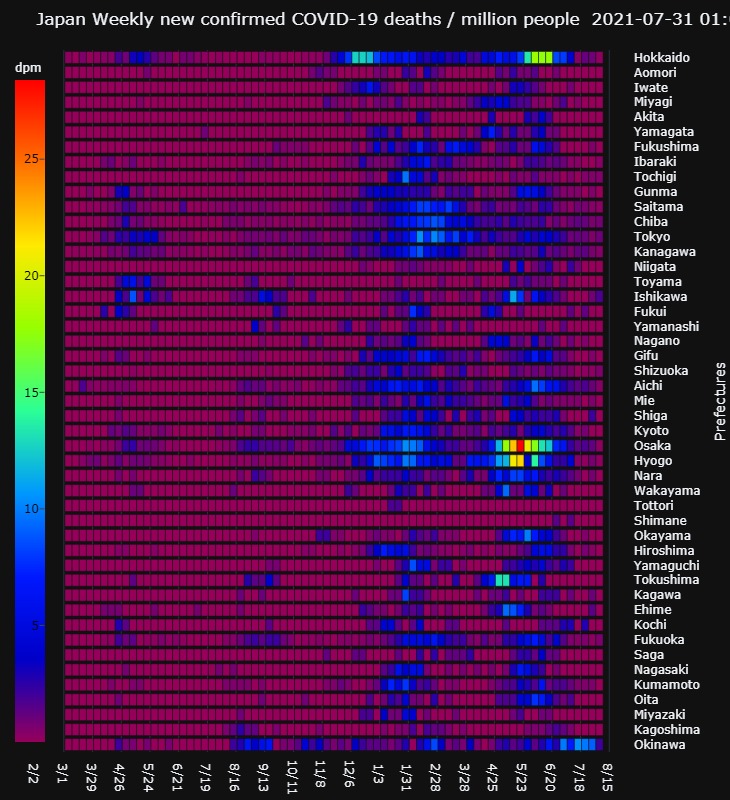 Japan Weekly new confirmed COVID-19 deaths / million people 2021-07-31 01:
dpm
25
20
15
10
5
Hokkaido
Aomori
Iwate
Miyagi
Akita
Yamagata
Fukushima
Ibaraki
Tochigi
Gunma
Saitama
Chiba
Tokyo
Kanagawa
Niigata
Toyama
Ishikawa
Fukui
Yamanashi
Nagano
Gifu
Shizuoka
Aichi
Mie
Shiga
Kyoto
Osaka
Hyogo
Nara
Wakayama
Tottori
Shimane
Okayama
Hiroshima
Yamaguchi
Tokushima
Kagawa
Ehime
Kochi
Fukuoka
Saga
Nagasaki
Kumamoto
Oita
Miyazaki
Kagoshima
Okinawa
Prefectures
2/2
3/1
3/29
4/26
5/24
6/21
7/19
8/16
9/13
10/11
11/8
12/6
1/3
1/31
2/28
3/28
4/25
5/23
6/20
7/18
8/15